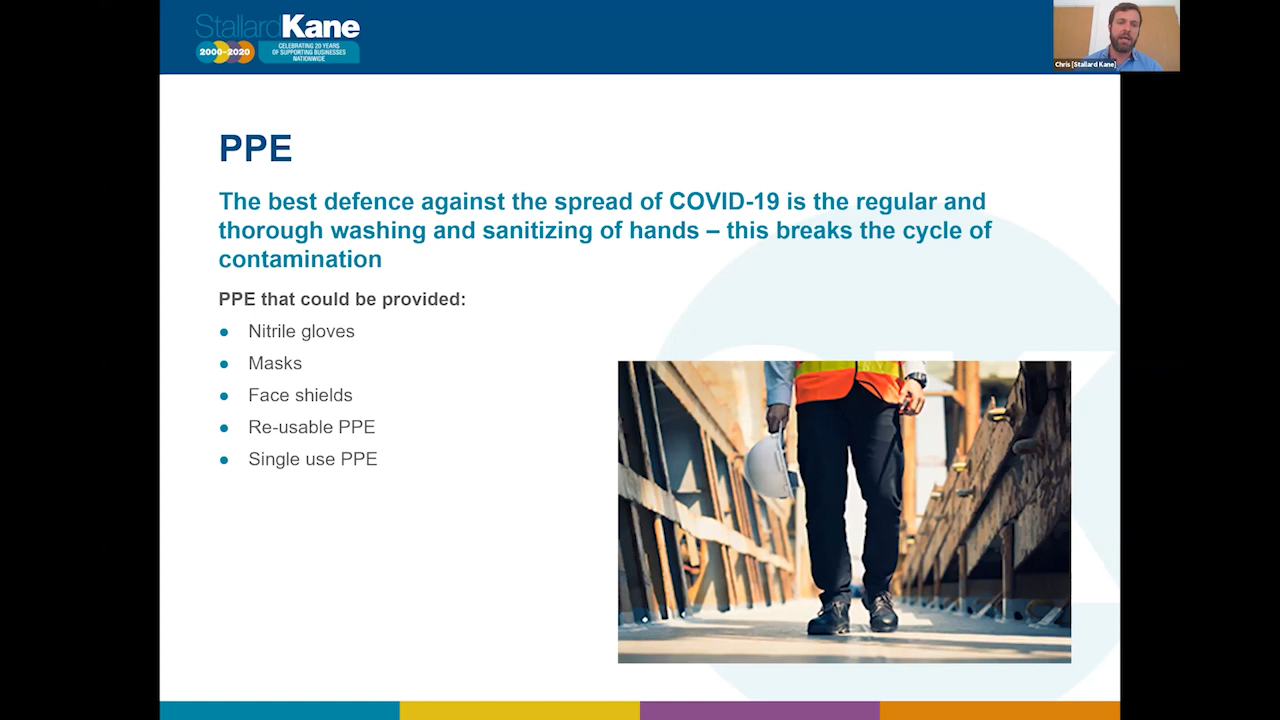 StallardKane
2000-2020
CELEBRATING 20 YEARS
OF SUPPORTING BUSINESSES
NATIONWIDE
Chris [Stallard Kane]
PPE
The best defence against the spread of COVID-19 is the regular and
thorough washing and sanitizing of hands – this breaks the cycle of
contamination
PPE that could be provided:
● Nitrile gloves
● Masks
● Face shields
● Re-usable PPE
● Single use PPE